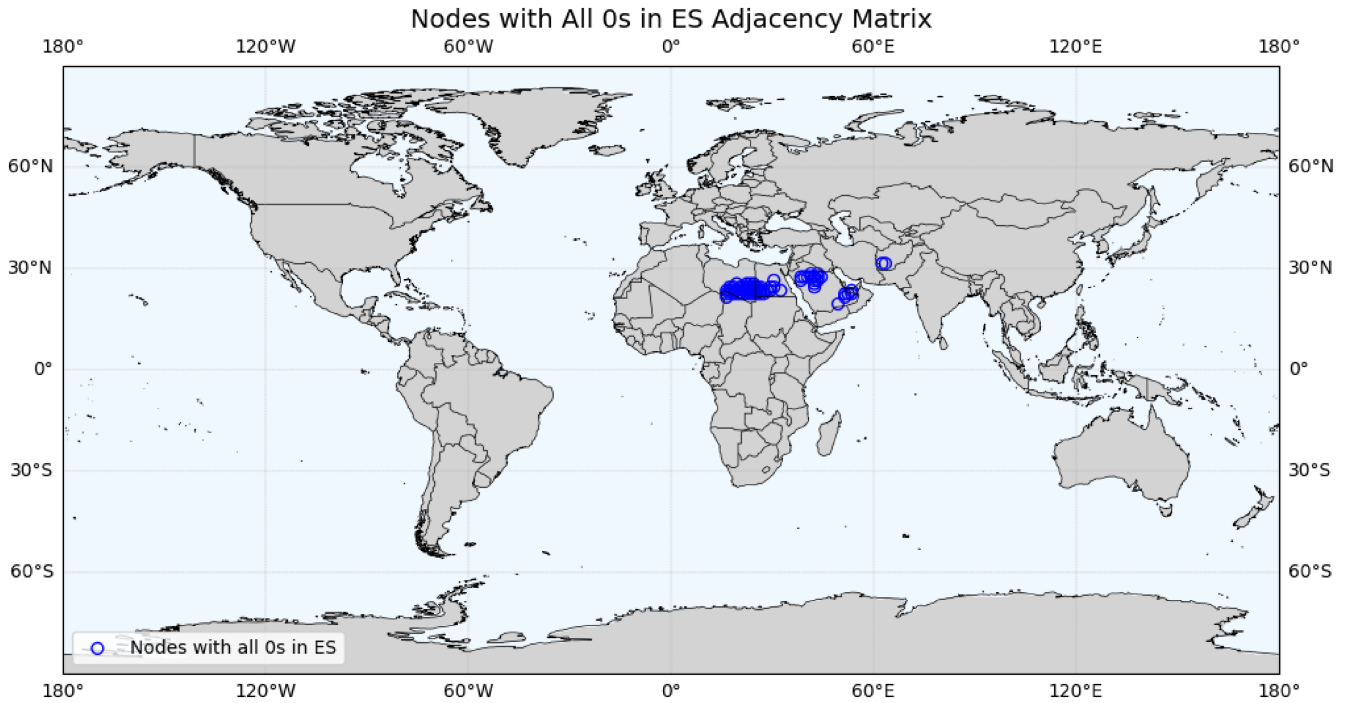 Nodes with All 0s in ES Adjacency Matrix
180° 120°W 60°W 0° 60°E 120°E 180°
60°N 60°N
30°N 30°N
0° 0°
30°S 30°S
60°S 60°S
Nodes with all 0s in ES
180° 120°W 60°W 0° 60°E 120°E 180°